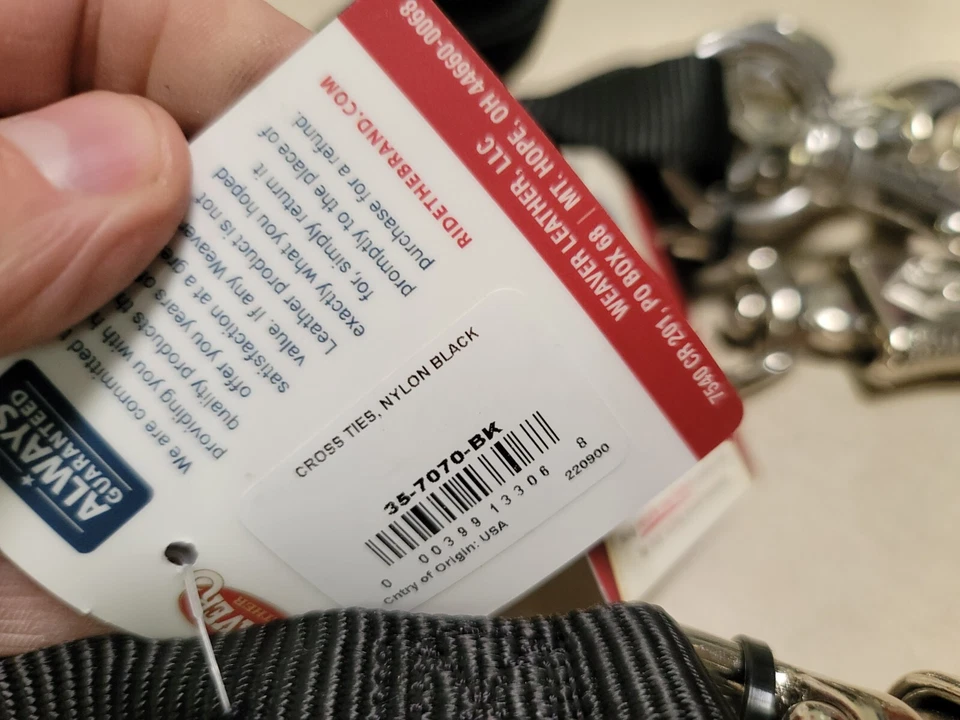 ALWAYS
GUARANTEED
We are committed
providing you with
quality products
offer you years of
satisfaction at a
value. If any Weaver
Leather product is not
exactly what you hoped
for, simply return it
promptly to the place of
purchase for a refund.
RIDETHEBRAND.COM
WEAVER LEATHER, LLC
7540 CR 201, PO BOX 68 | MT. HOPE, OH 44660-0068
CROSS TIES, NYLON BLACK
35-7070-BK
0 00399 13306 8
220900
Cntry of Origin: USA